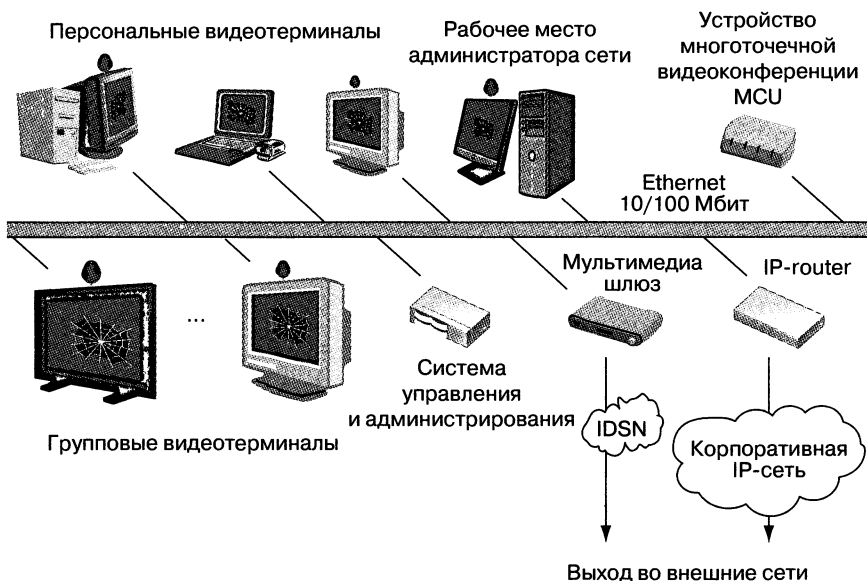 Персональные видеотерминалы
Рабочее место
администратора сети
Устройство
многоточечной
видеоконференции
MCU
Ethernet
10/100 Мбит
Мультимедиа
шлюз
IP-router
...
Система
управления
и администрирования
Групповые видеотерминалы
IDSN
Корпоративная
IP-сеть
Выход во внешние сети